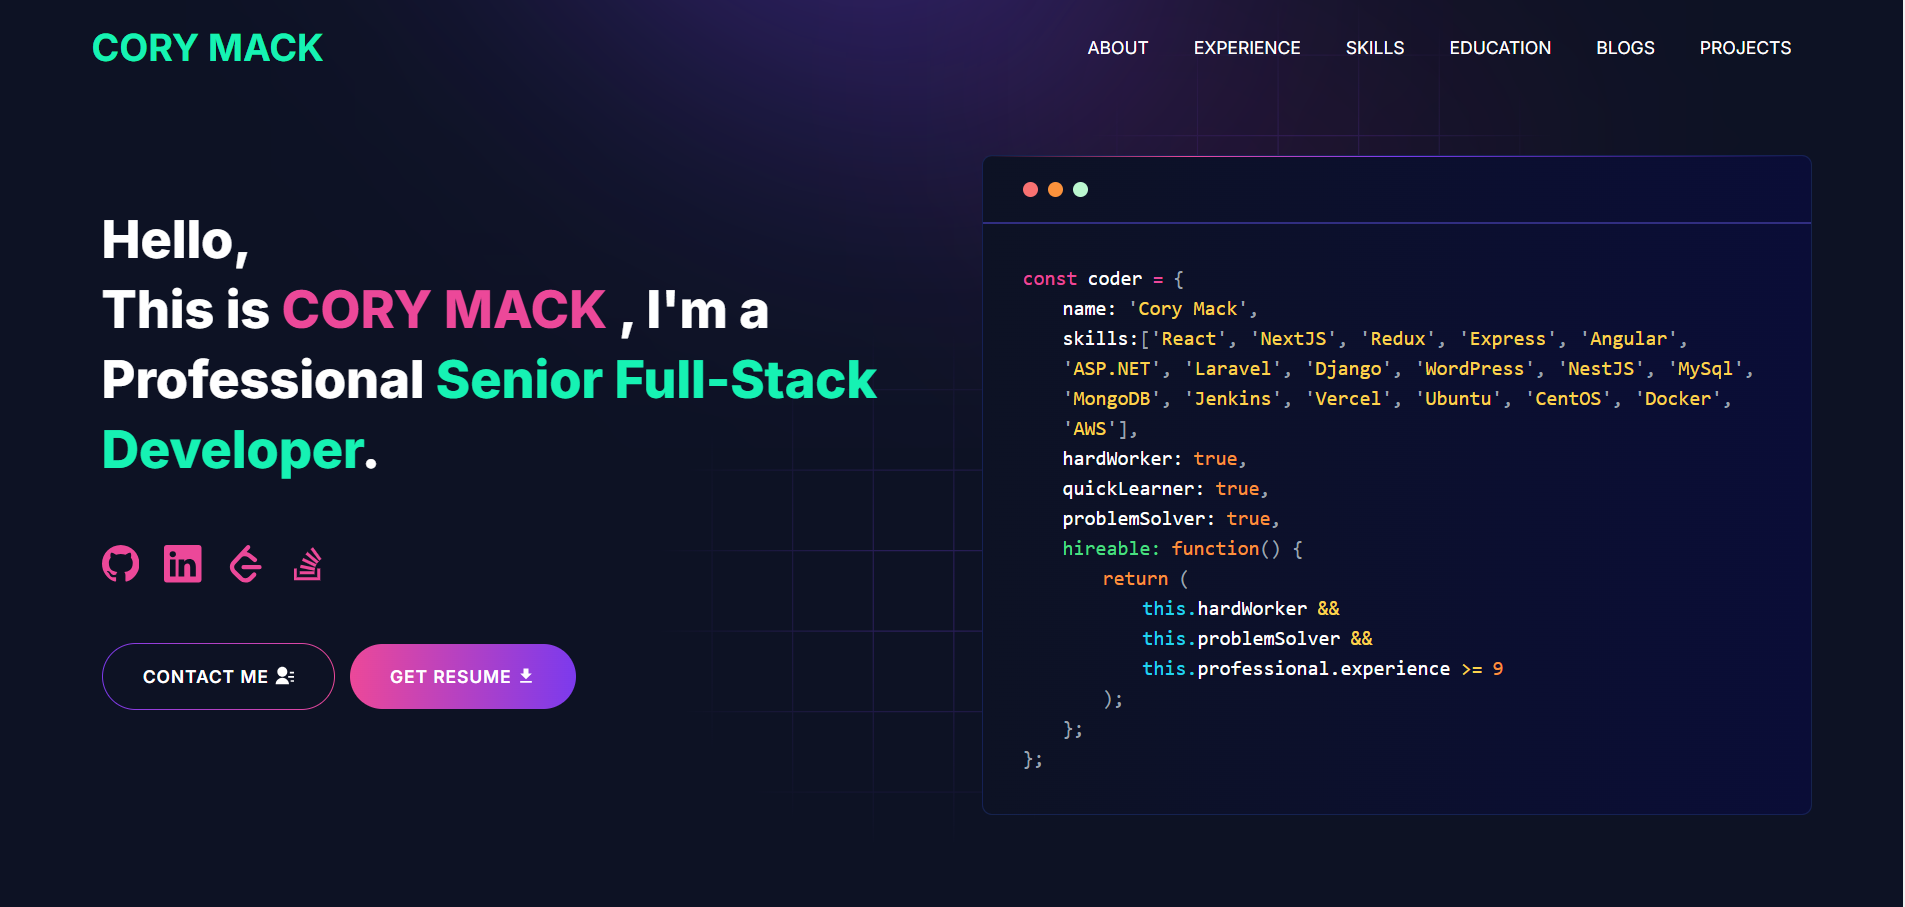 CORY MACK
ABOUT EXPERIENCE SKILLS EDUCATION BLOGS PROJECTS
Hello,
This is CORY MACK , I'm a
Professional Senior Full-Stack
Developer.
in
CONTACT ME
GET RESUME
const coder = {
name: 'Cory Mack',
skills:['React', 'NextJS', 'Redux', 'Express', 'Angular',
'ASP.NET', 'Laravel', 'Django', 'WordPress', 'NestJS', 'MySql',
'MongoDB', 'Jenkins', 'Vercel', 'Ubuntu', 'CentOS', 'Docker',
'AWS'],
hardWorker: true,
quickLearner: true,
problemSolver: true,
hireable: function() {
return (
this.hardWorker &&
this.problemSolver &&
this.professional.experience >= 9
);
};
};